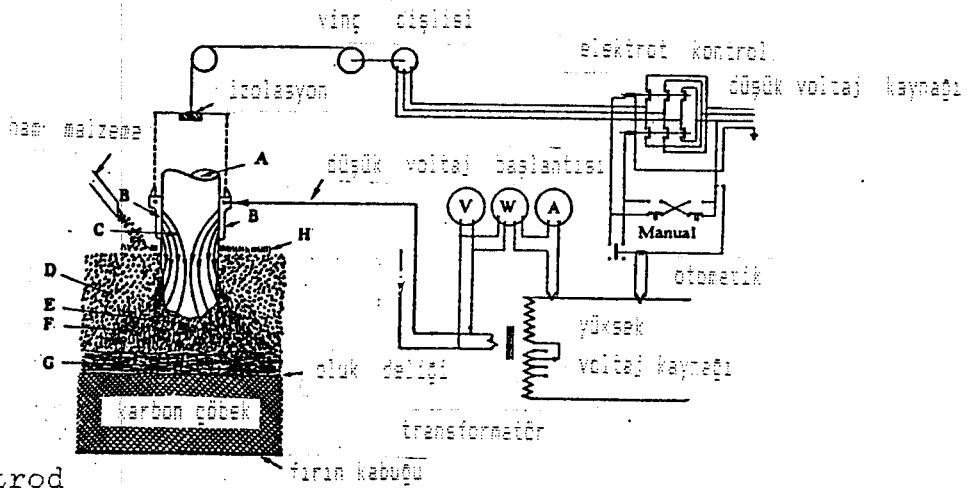 vinç dişlisi
elektrot kontrol
düşük voltaj kaynağı
izolasyon
ham malzeme
A
düşük voltaj başlantısı
B
B
V
W
A
C
H
Manual
D
otomatik
E
F
yüksek
voltaj kaynağı
G
oluk deliği
karbon göbek
transformatör
fırın kabuğu
trod